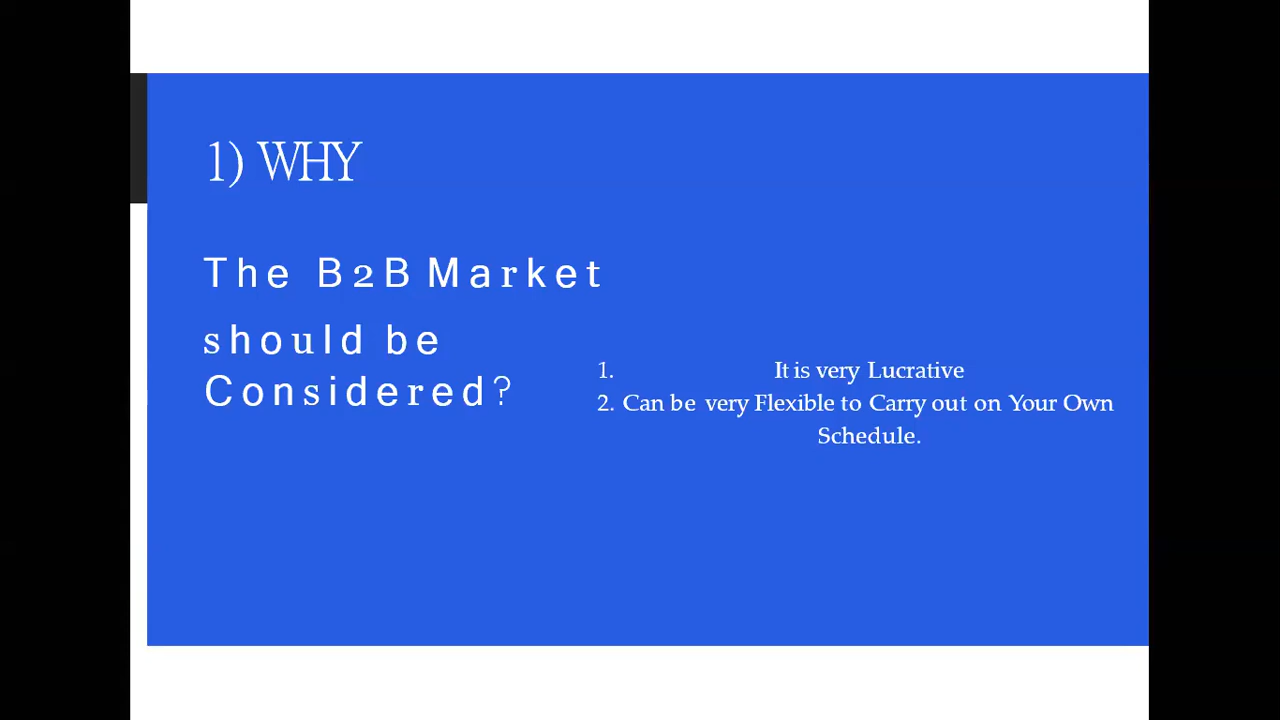 1) WHY
The B2B Market
should be
Considered?
1. It is very Lucrative
2. Can be very Flexible to Carry out on Your Own
Schedule.